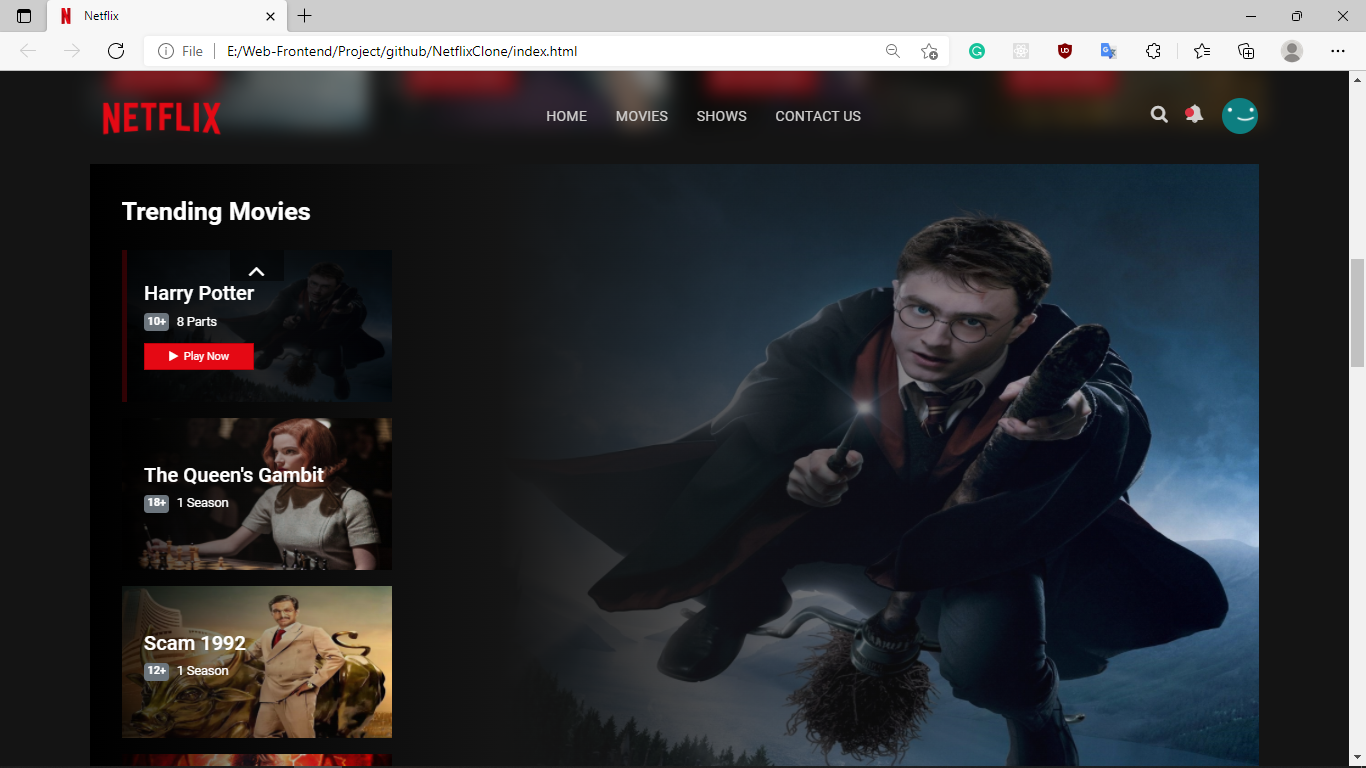 Netflix
File
E:/Web-Frontend/Project/github/NetflixClone/index.html
NETFLIX
HOME
MOVIES
SHOWS
CONTACT US
Trending Movies
Harry Potter
10+ 8 Parts
Play Now
The Queen's Gambit
18+ 1 Season
Scam 1992
12+ 1 Season